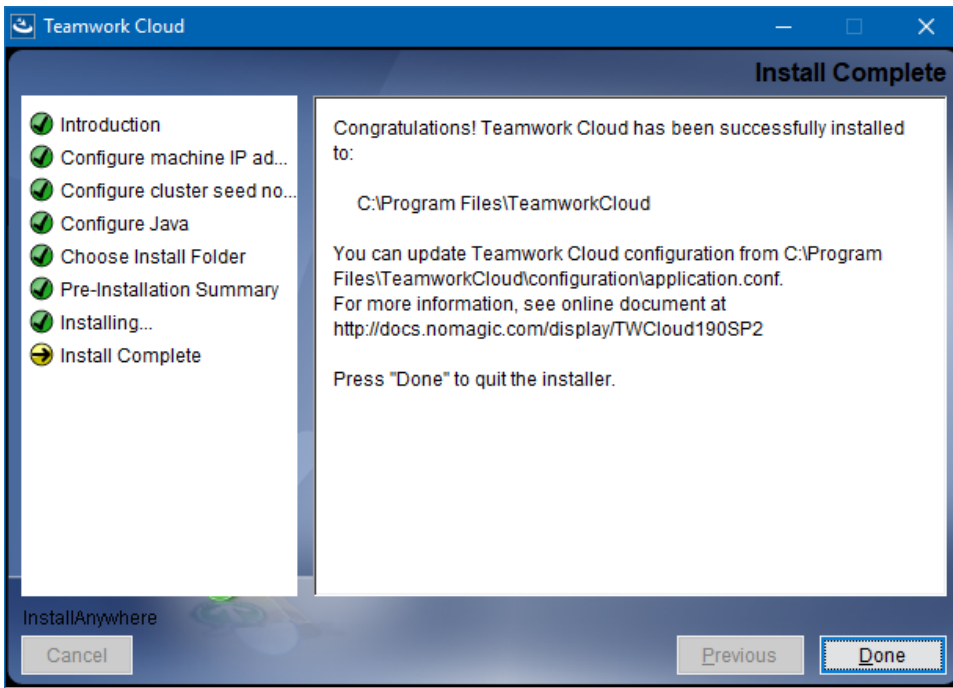 Teamwork Cloud
Install Complete
Introduction
Configure machine IP ad...
Configure cluster seed no...
Configure Java
Choose Install Folder
Pre-Installation Summary
Installing...
Install Complete
Congratulations! Teamwork Cloud has been successfully installed
to:
C:\Program Files\TeamworkCloud
You can update Teamwork Cloud configuration from C:\Program
Files\TeamworkCloud\configuration\application.conf.
For more information, see online document at
http://docs.nomagic.com/display/TWCloud190SP2
Press "Done" to quit the installer.
InstallAnywhere
Cancel
Previous
Done